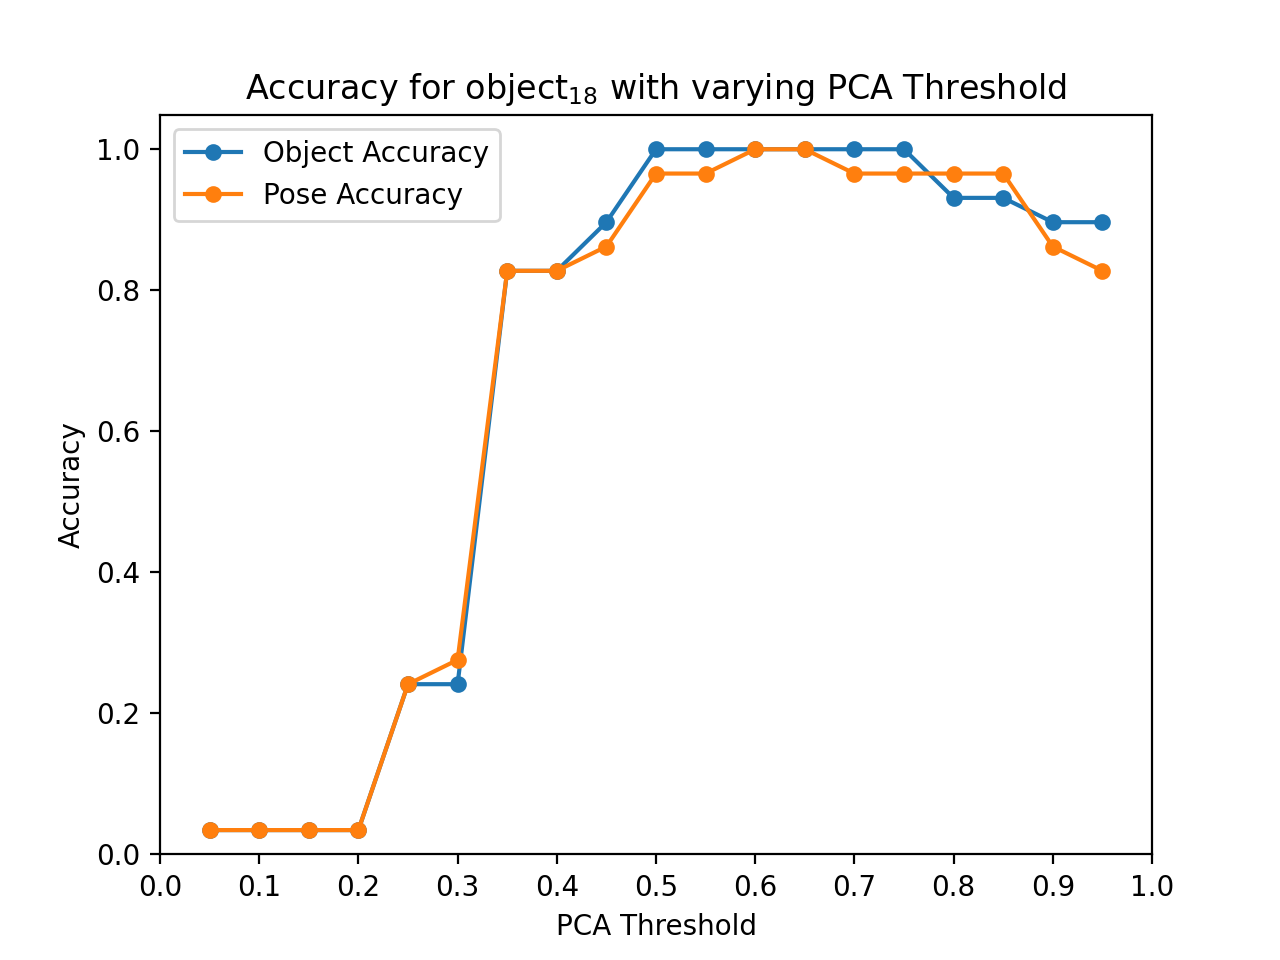 Accuracy for object₁₈ with varying PCA Threshold
1.0
0.8
0.6
0.4
0.2
0.0
Accuracy
Object Accuracy
Pose Accuracy
0.0 0.1 0.2 0.3 0.4 0.5 0.6 0.7 0.8 0.9 1.0
PCA Threshold